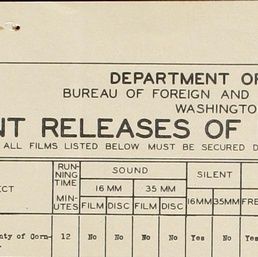 DEPARTMENT OF
BUREAU OF FOREIGN AND
WASHINGTO
NT RELEASES OF
ALL FILMS LISTED BELOW MUST BE SECURED D
ECT
RUN-
NING
TIME
MIN-
UTES
SOUND
16 MM
35 MM
FILM
DISC
FILM
DISC
SILENT
16MM
35MM
FRE
nty of Corn-
12
No
No
No
No
Yes
No
Yes